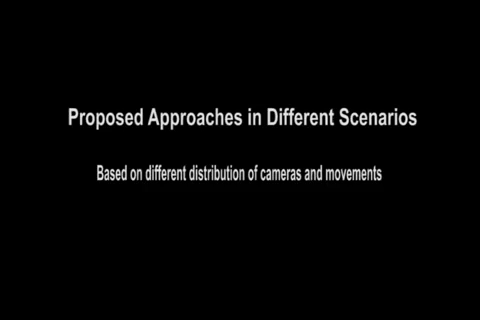 Proposed Approaches in Different Scenarios
Based on different distribution of cameras and movements